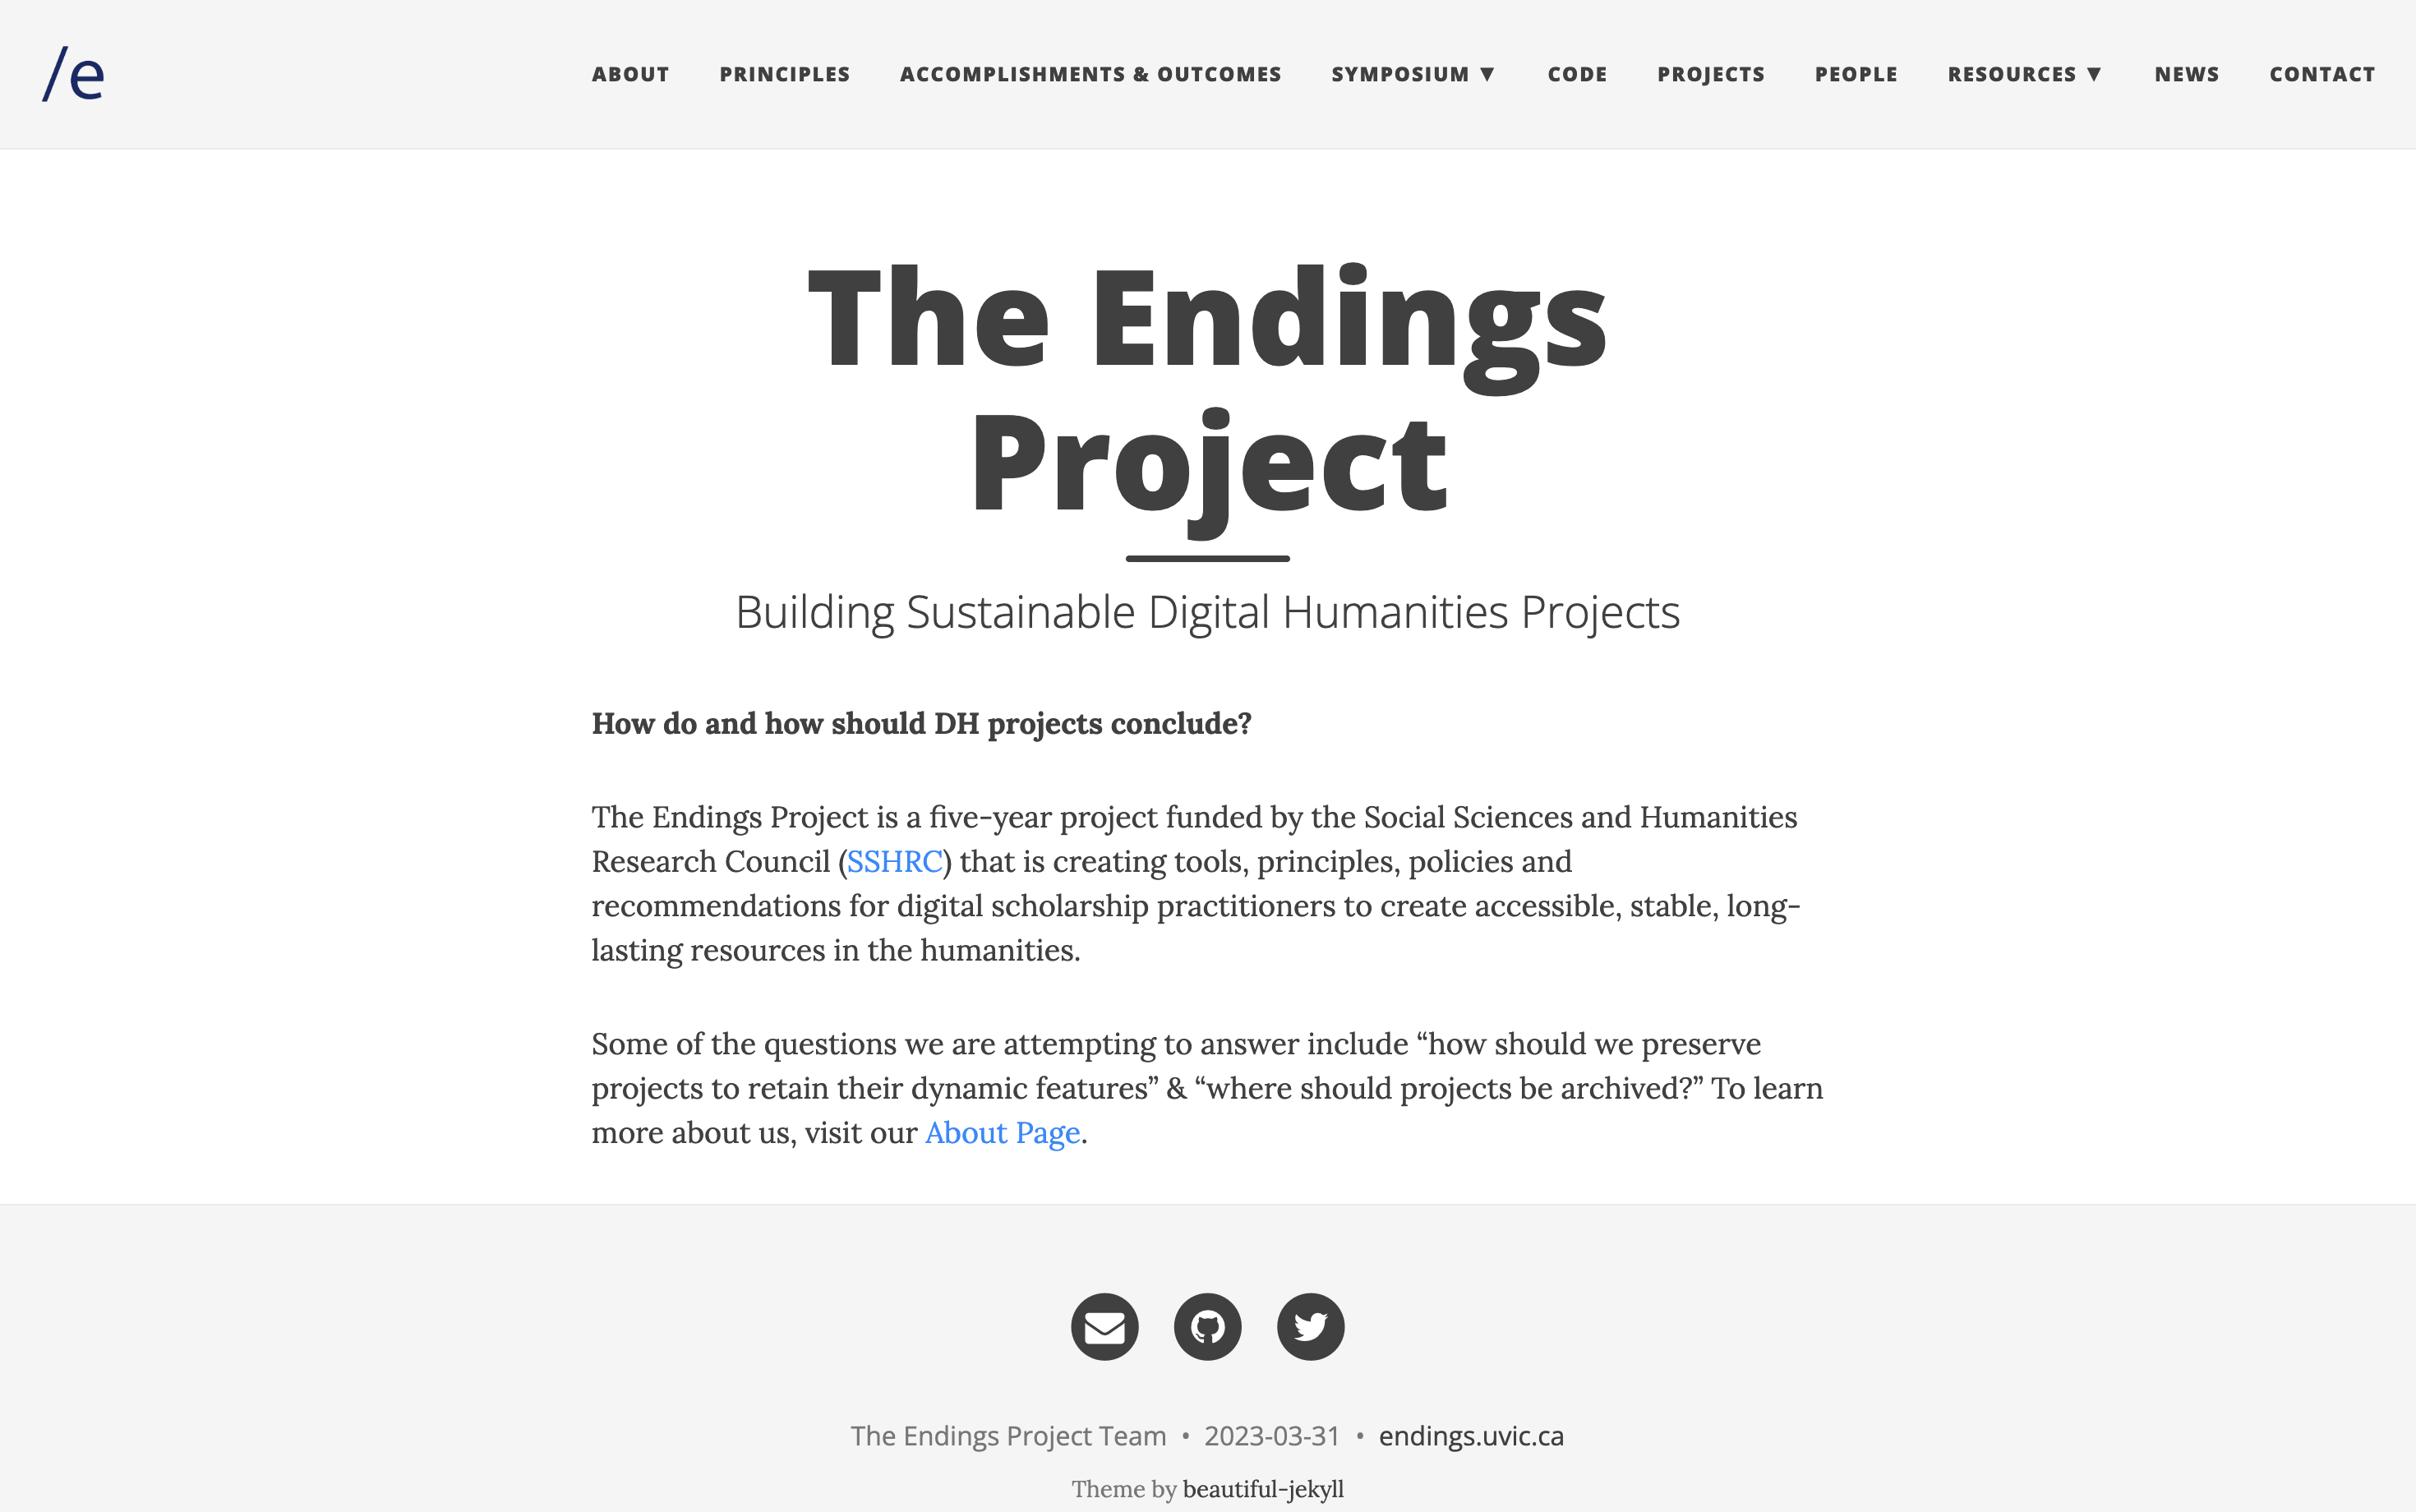 /e
ABOUT PRINCIPLES ACCOMPLISHMENTS & OUTCOMES SYMPOSIUM ▼ CODE PROJECTS PEOPLE RESOURCES ▼ NEWS CONTACT
The Endings
Project
Building Sustainable Digital Humanities Projects
How do and how should DH projects conclude?
The Endings Project is a five-year project funded by the Social Sciences and Humanities
Research Council (SSHRC) that is creating tools, principles, policies and
recommendations for digital scholarship practitioners to create accessible, stable, long-
lasting resources in the humanities.
Some of the questions we are attempting to answer include “how should we preserve
projects to retain their dynamic features” & “where should projects be archived?” To learn
more about us, visit our About Page.
The Endings Project Team • 2023-03-31 • endings.uvic.ca
Theme by beautiful-jekyll